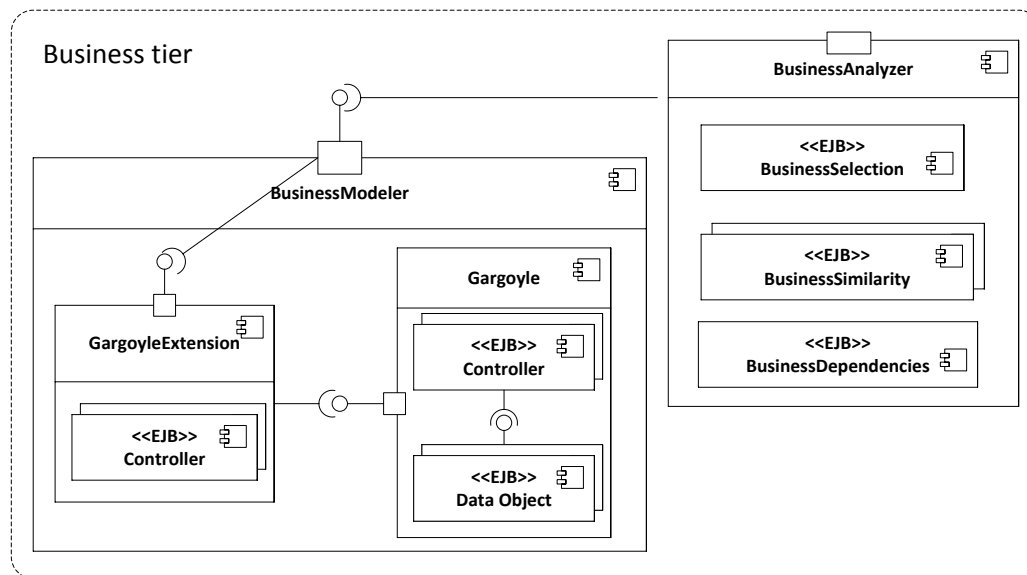 Business tier
BusinessAnalyzer
<<EJB>>
BusinessSelection
<<EJB>>
BusinessSimilarity
<<EJB>>
BusinessDependencies
BusinessModeler
Gargoyle
<<EJB>>
Controller
<<EJB>>
Data Object
GargoyleExtension
<<EJB>>
Controller